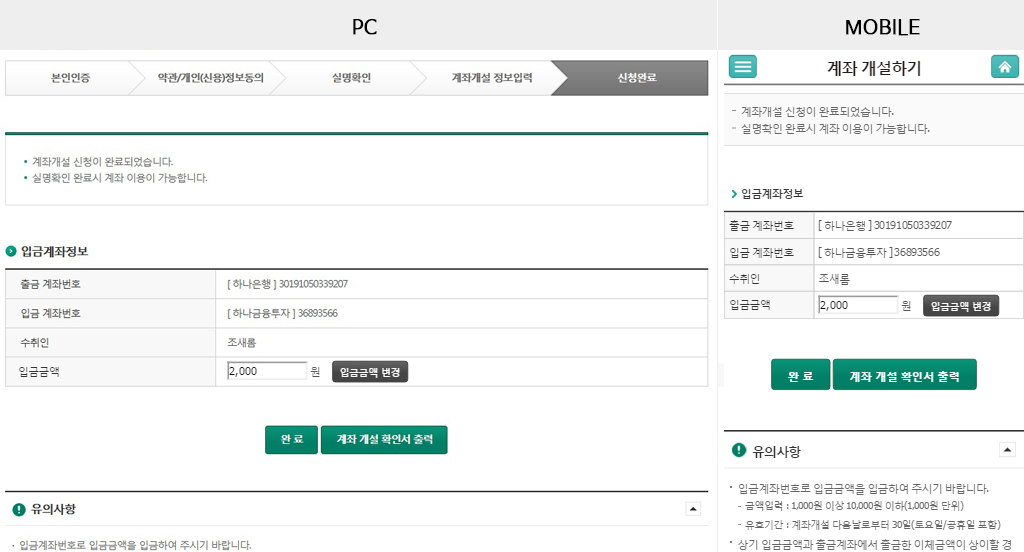 PC
본인인증
약관/개인(신용)정보동의
실명확인
계좌개설 정보입력
신청완료
• 계좌개설 신청이 완료되었습니다.
• 실명확인 완료시 계좌 이용이 가능합니다.
입금계좌정보
출금 계좌번호 [ 하나은행 ] 30191050339207
입금 계좌번호 [ 하나금융투자 ] 36893566
수취인 조새롬
입금금액 2,000 원 입금금액 변경
완 료 계좌 개설 확인서 출력
유의사항
· 입금계좌번호로 입금금액을 입금하여 주시기 바랍니다.
MOBILE
계좌 개설하기
- 계좌개설 신청이 완료되었습니다.
- 실명확인 완료시 계좌 이용이 가능합니다.
입금계좌정보
출금 계좌번호 [ 하나은행 ] 30191050339207
입금 계좌번호 [ 하나금융투자 ]36893566
수취인 조새롬
입금금액 2,000 원 입금금액 변경
완 료 계좌 개설 확인서 출력
유의사항
· 입금계좌번호로 입금금액을 입금하여 주시기 바랍니다.
- 금액입력 : 1,000원 이상 10,000원 이하(1,000원 단위)
- 유효기간 : 계좌개설 다음날로부터 30일(토요일/공휴일 포함)
· 상기 입금금액과 출금계좌에서 출금한 이체금액이 상이할 경